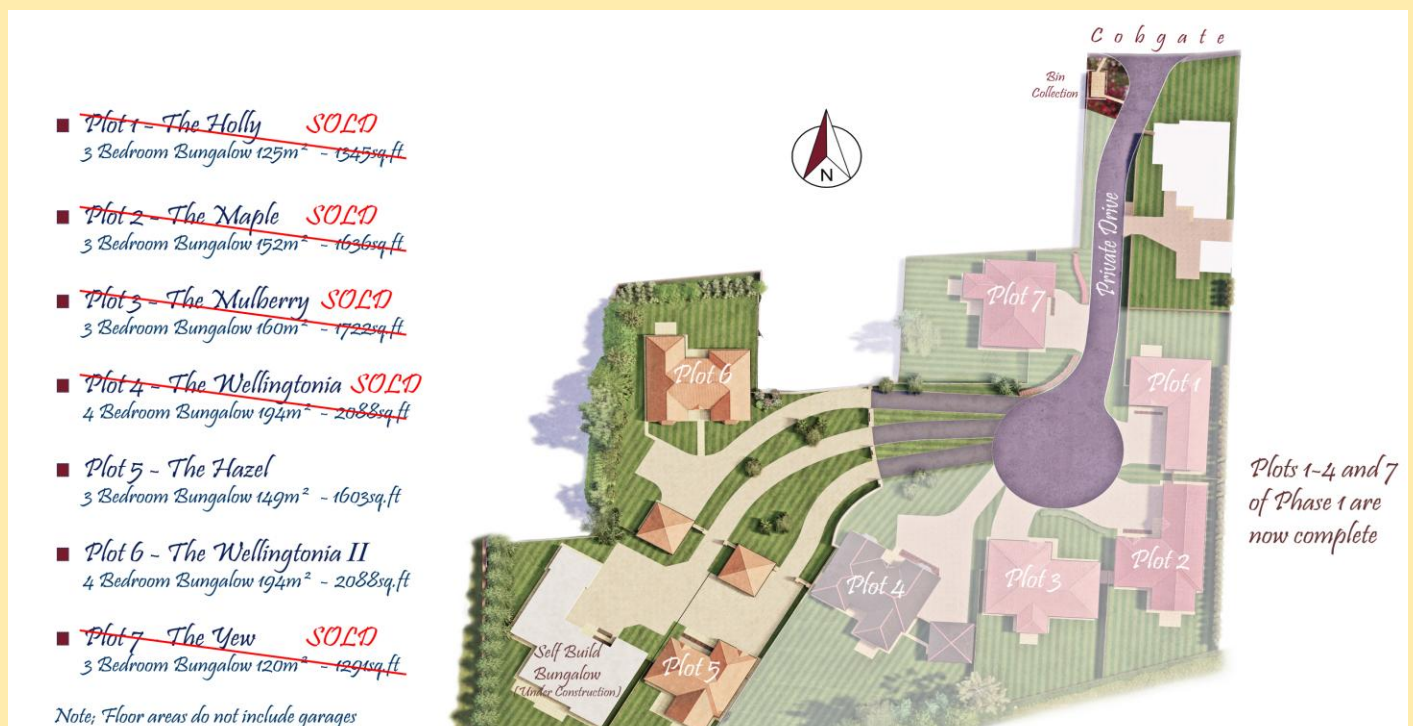 Plot 1 - The Holly SOLD
3 Bedroom Bungalow 125m² - 1345sq.ft
Plot 2 - The Maple SOLD
3 Bedroom Bungalow 152m² - 1636sq.ft
Plot 3 - The Mulberry SOLD
3 Bedroom Bungalow 160m² - 1722sq.ft
Plot 4 - The Wellingtonia SOLD
4 Bedroom Bungalow 194m² - 2088sq.ft
Plot 5 - The Hazel
3 Bedroom Bungalow 149m² - 1603sq.ft
Plot 6 - The Wellingtonia II
4 Bedroom Bungalow 194m² - 2088sq.ft
Plot 7 - The Yew SOLD
3 Bedroom Bungalow 120m² - 1291sq.ft
Note; Floor areas do not include garages
Cobgate
Bin
Collection
N
Private Drive
Plot 7
Plot 6
Plot 1
Plot 2
Plot 3
Plot 4
Plot 5
Self Build
Bungalow
(Under Construction)
Plots 1-4 and 7
of Phase 1 are
now complete